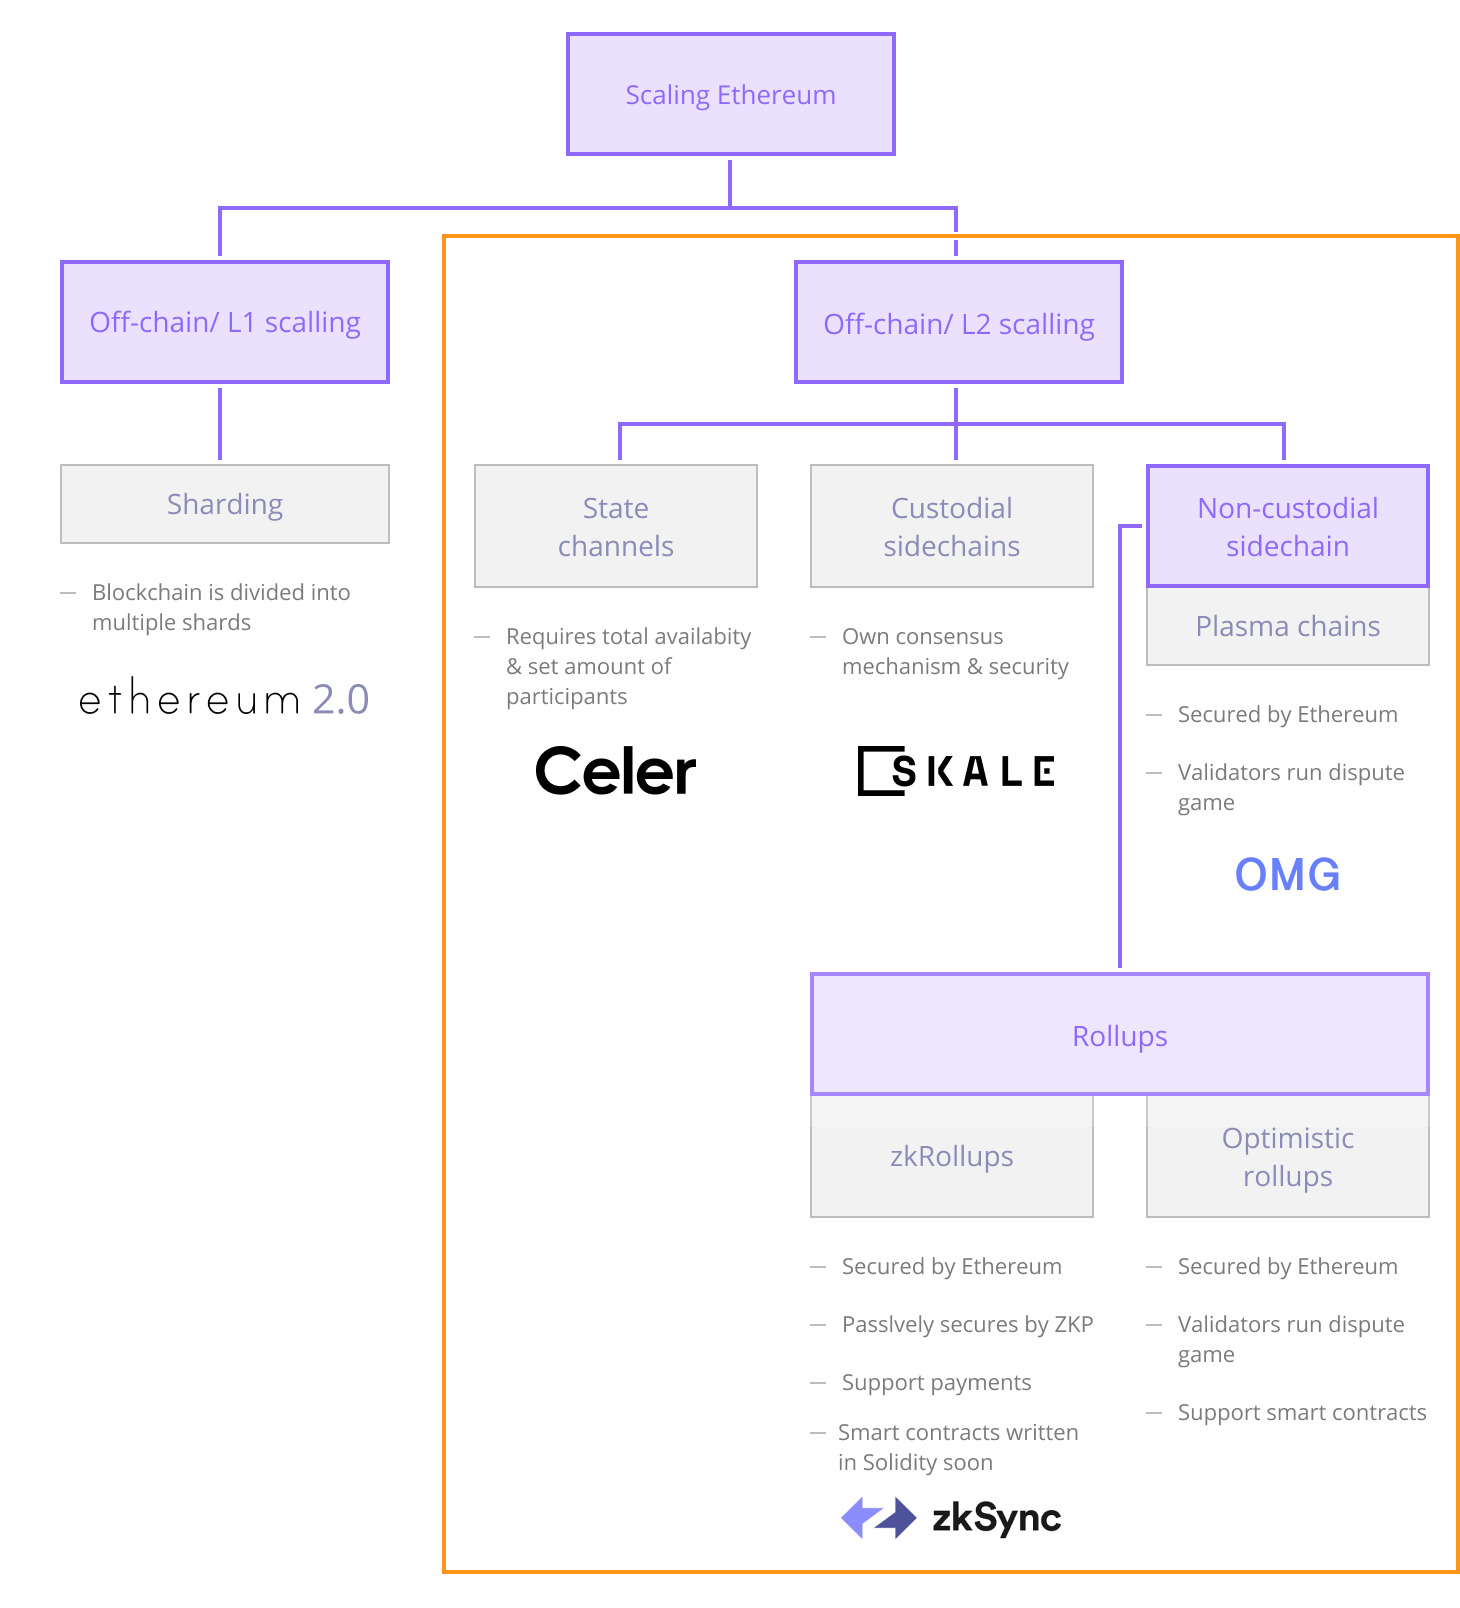 Scaling Ethereum
Off-chain/ L1 scalling
Off-chain/ L2 scalling
Sharding
— Blockchain is divided into
multiple shards
ethereum 2.0
State
channels
— Requires total availabity
& set amount of
participants
Celer
Custodial
sidechains
— Own consensus
mechanism & security
SKALE
Non-custodial
sidechain
Plasma chains
— Secured by Ethereum
— Validators run dispute
game
OMG
Rollups
zkRollups
— Secured by Ethereum
— Passlvely secures by ZKP
— Support payments
— Smart contracts written
in Solidity soon
zkSync
Optimistic
rollups
— Secured by Ethereum
— Validators run dispute
game
— Support smart contracts